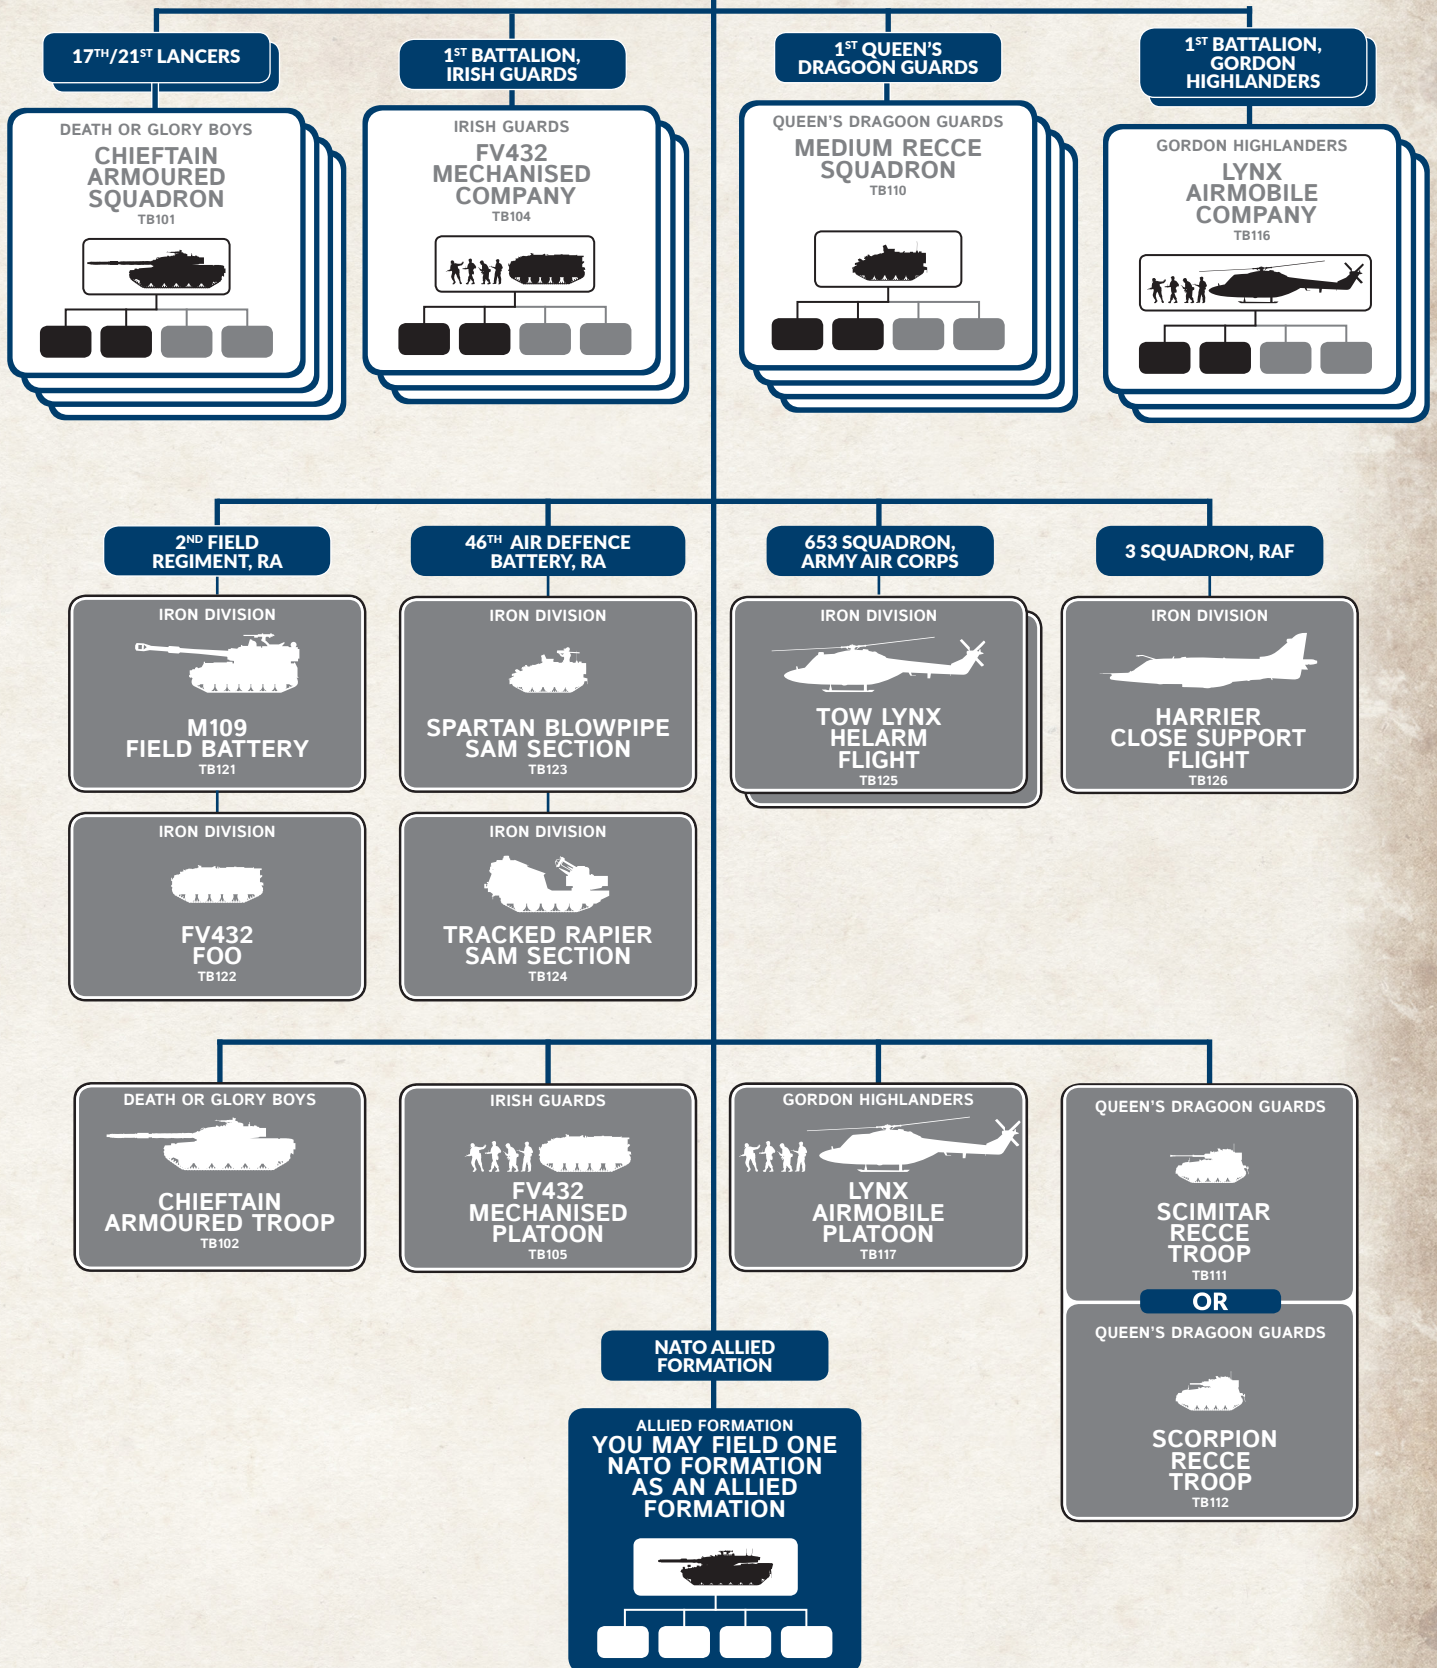 17TH/21ST LANCERS
1ST BATTALION,
IRISH GUARDS
1ST QUEEN'S
DRAGOON GUARDS
1ST BATTALION,
GORDON
HIGHLANDERS
DEATH OR GLORY BOYS
CHIEFTAIN
ARMOURED
SQUADRON
TB101
IRISH GUARDS
FV432
MECHANISED
COMPANY
TB104
QUEEN'S DRAGOON GUARDS
MEDIUM RECCE
SQUADRON
TB110
GORDON HIGHLANDERS
LYNX
AIRMOBILE
COMPANY
TB116
2ND FIELD
REGIMENT, RA
46TH AIR DEFENCE
BATTERY, RA
653 SQUADRON,
ARMY AIR CORPS
3 SQUADRON, RAF
IRON DIVISION
M109
FIELD BATTERY
TB121
IRON DIVISION
SPARTAN BLOWPIPE
SAM SECTION
TB123
IRON DIVISION
TOW LYNX
HELARM
FLIGHT
TB125
IRON DIVISION
HARRIER
CLOSE SUPPORT
FLIGHT
TB126
IRON DIVISION
FV432
FOO
TB122
IRON DIVISION
TRACKED RAPIER
SAM SECTION
TB124
DEATH OR GLORY BOYS
CHIEFTAIN
ARMOURED TROOP
TB102
IRISH GUARDS
FV432
MECHANISED
PLATOON
TB105
GORDON HIGHLANDERS
LYNX
AIRMOBILE
PLATOON
TB117
QUEEN'S DRAGOON GUARDS
SCIMITAR
RECCE
TROOP
TB111
OR
QUEEN'S DRAGOON GUARDS
SCORPION
RECCE
TROOP
TB112
NATO ALLIED
FORMATION
ALLIED FORMATION
YOU MAY FIELD ONE
NATO FORMATION
AS AN ALLIED
FORMATION